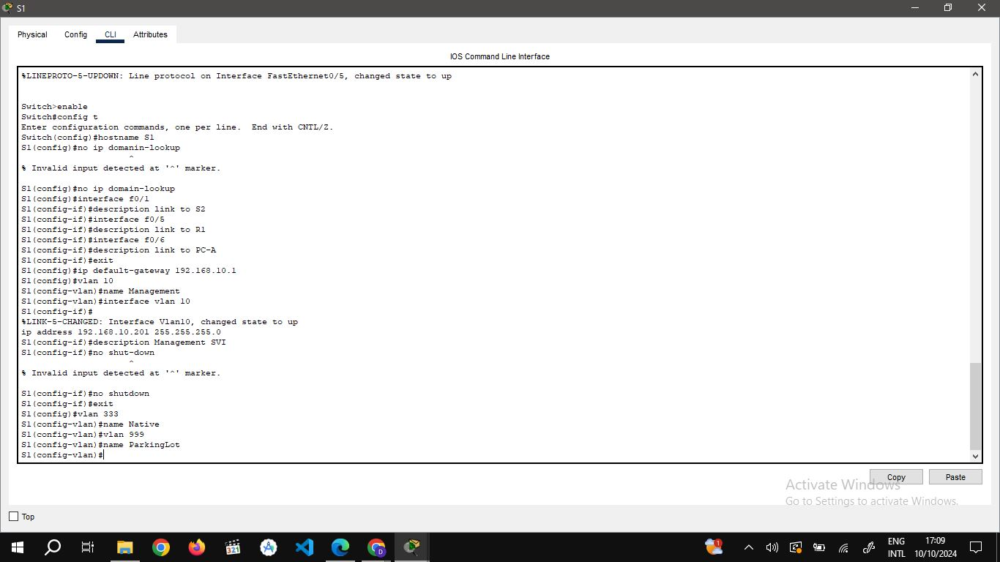 S1
Physical Config CLI Attributes
IOS Command Line Interface
%LINEPROTO-5-UPDOWN: Line protocol on Interface FastEthernet0/5, changed state to up
Switch>enable
Switch#config t
Enter configuration commands, one per line.  End with CNTL/Z.
Switch(config)#hostname S1
S1(config)#no ip domanin-lookup
^
% Invalid input detected at '^' marker.
S1(config)#no ip domain-lookup
S1(config)#interface f0/1
S1(config-if)#description link to S2
S1(config-if)#interface f0/5
S1(config-if)#description link to R1
S1(config-if)#interface f0/6
S1(config-if)#description link to PC-A
S1(config-if)#exit
S1(config)#ip default-gateway 192.168.10.1
S1(config)#vlan 10
S1(config-vlan)#name Management
S1(config-vlan)#interface vlan 10
S1(config-if)#
%LINK-5-CHANGED: Interface Vlan10, changed state to up
ip address 192.168.10.201 255.255.255.0
S1(config-if)#description Management SVI
S1(config-if)#no shut-down
^
% Invalid input detected at '^' marker.
S1(config-if)#no shutdown
S1(config-if)#exit
S1(config)#vlan 333
S1(config-vlan)#name Native
S1(config-vlan)#vlan 999
S1(config-vlan)#name ParkingLot
S1(config-vlan)#
Copy Paste
Activate Windows
Go to Settings to activate Windows.
Top
321
D
1
ENG
INTL
17:09
10/10/2024